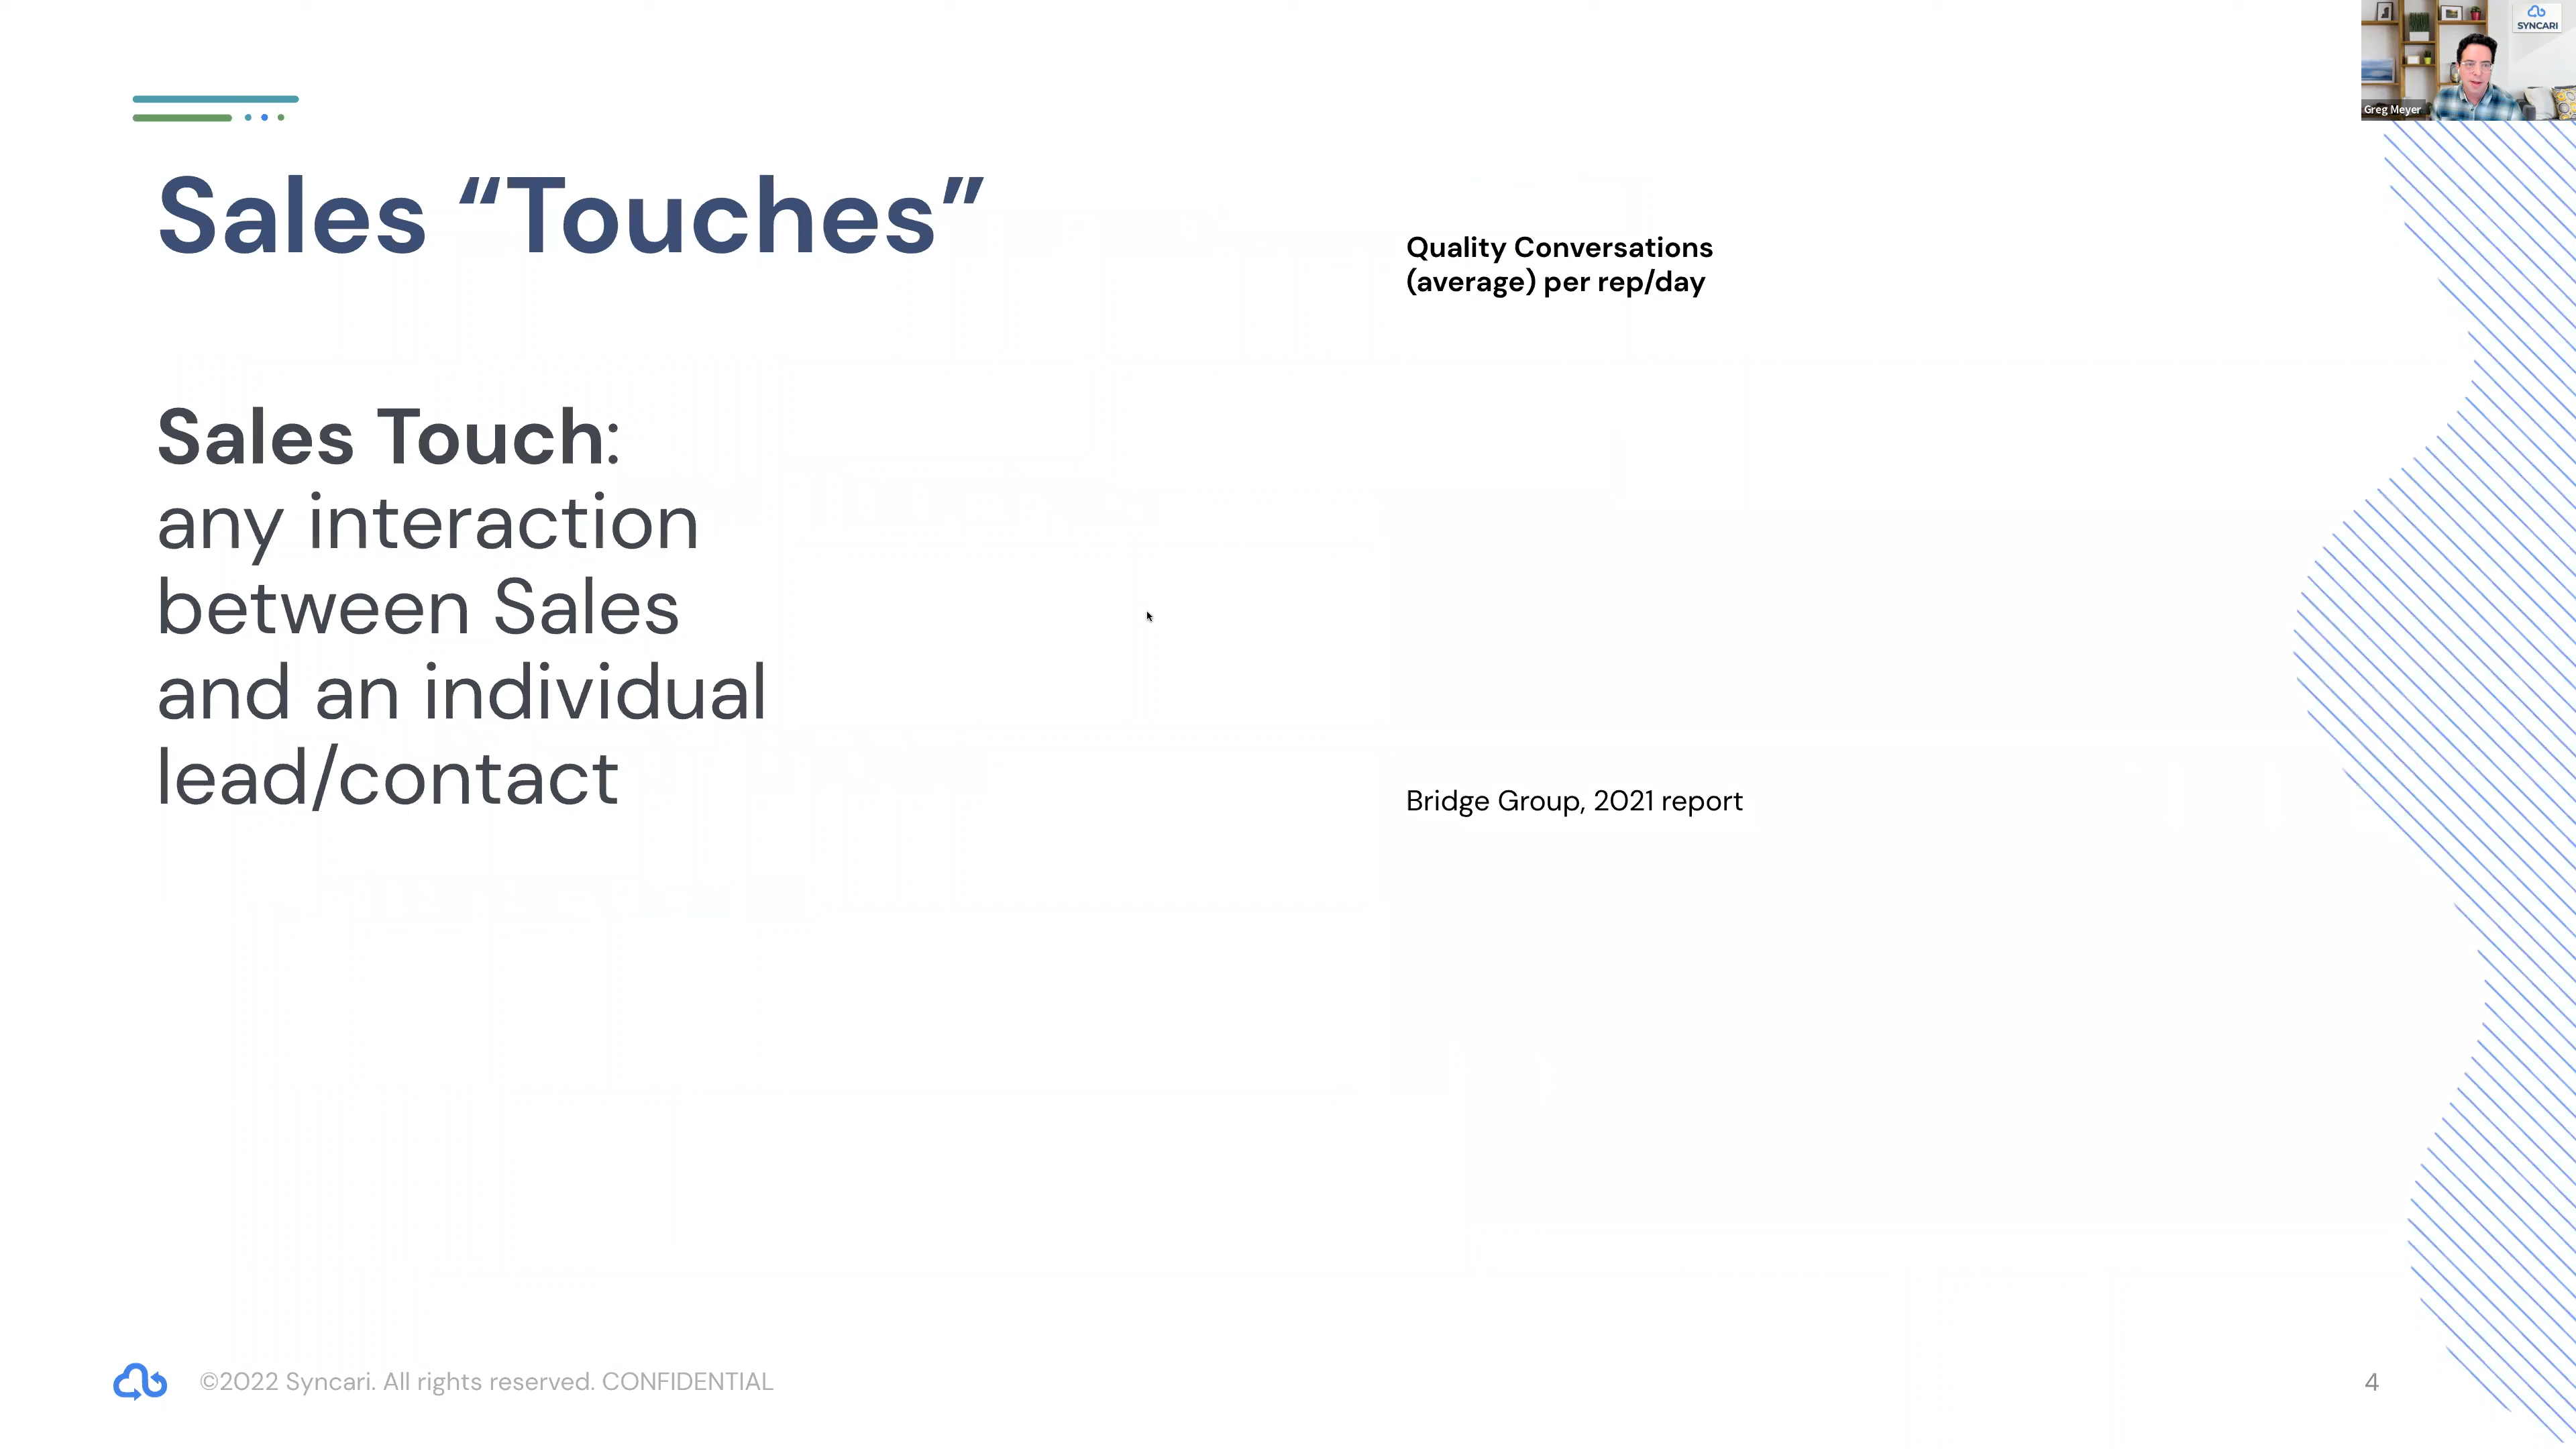 SYNCARI
Greg Meyer
Sales “Touches”
Quality Conversations
(average) per rep/day
Sales Touch:
any interaction
between Sales
and an individual
lead/contact
Bridge Group, 2021 report
©2022 Syncari. All rights reserved. CONFIDENTIAL
4